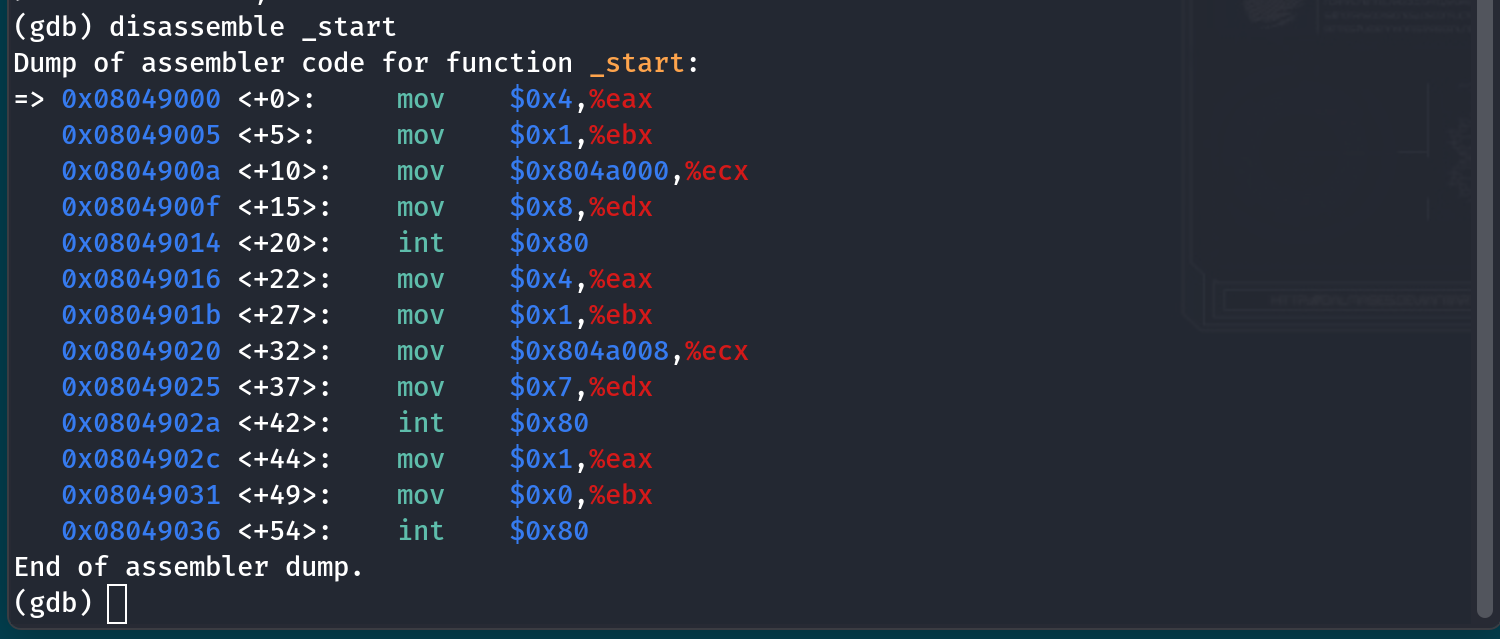 (gdb) disassemble _start
Dump of assembler code for function _start:
=> 0x08049000 <+0>:     mov    $0x4,%eax
   0x08049005 <+5>:     mov    $0x1,%ebx
   0x0804900a <+10>:    mov    $0x804a000,%ecx
   0x0804900f <+15>:    mov    $0x8,%edx
   0x08049014 <+20>:    int    $0x80
   0x08049016 <+22>:    mov    $0x4,%eax
   0x0804901b <+27>:    mov    $0x1,%ebx
   0x08049020 <+32>:    mov    $0x804a008,%ecx
   0x08049025 <+37>:    mov    $0x7,%edx
   0x0804902a <+42>:    int    $0x80
   0x0804902c <+44>:    mov    $0x1,%eax
   0x08049031 <+49>:    mov    $0x0,%ebx
   0x08049036 <+54>:    int    $0x80
End of assembler dump.
(gdb)